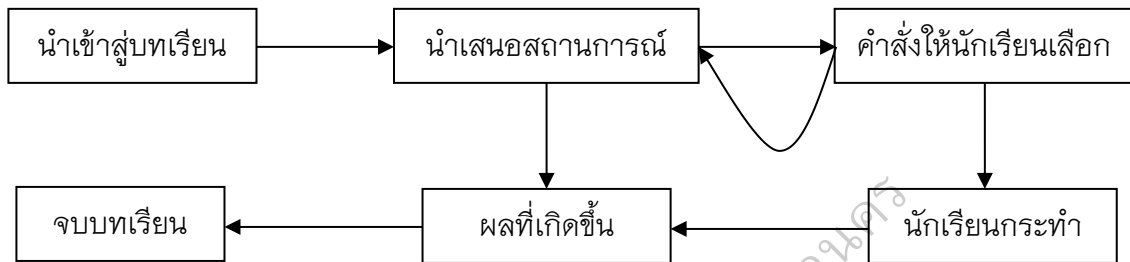 นำเข้าสู่บทเรียน
นำเสนอสถานการณ์
คำสั่งให้นักเรียนเลือก
จบบทเรียน
ผลที่เกิดขึ้น
นักเรียนกระทำ